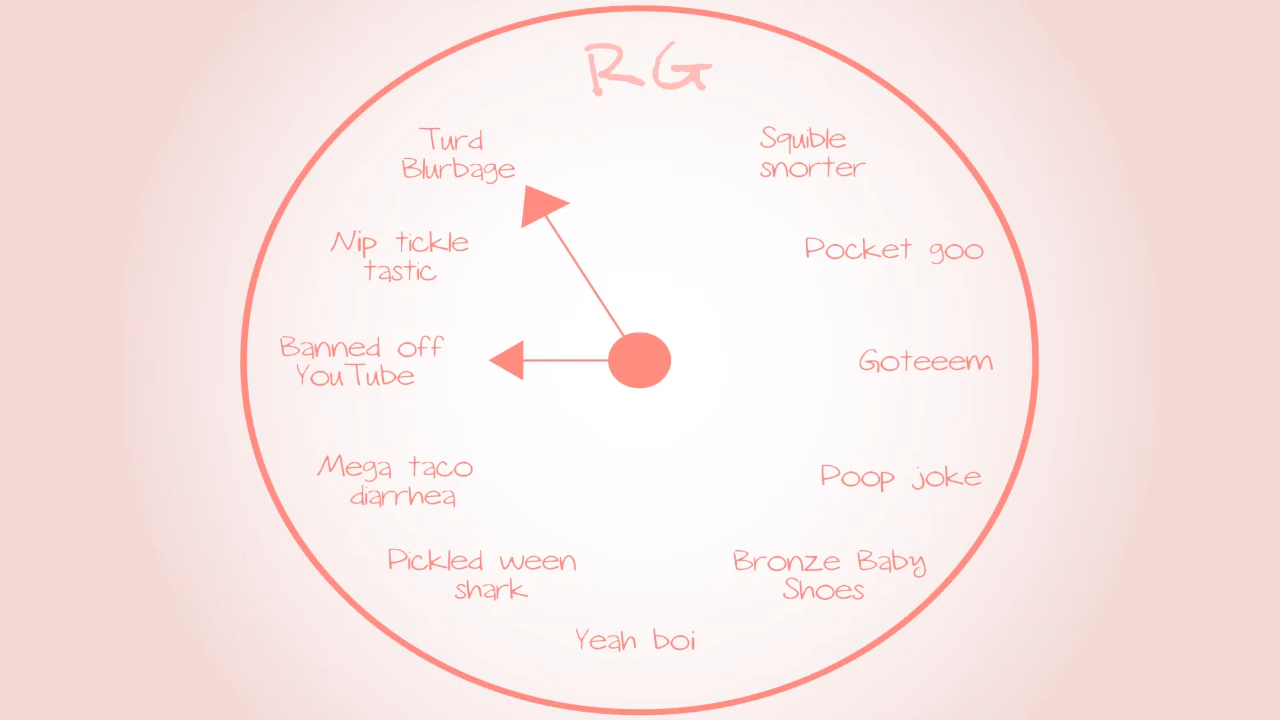 RG
Turd
Blurbage
Squible
snorter
Nip tickle
tastic
Pocket goo
Banned off
YouTube
Goteeem
Mega taco
diarrhea
Poop joke
Pickled ween
shark
Bronze Baby
Shoes
Yeah boi